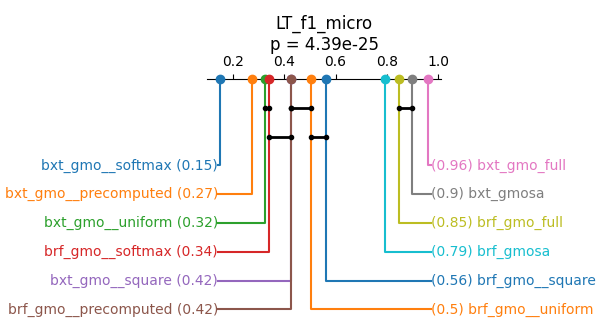 LT_f1_micro
p = 4.39e-25
0.2 0.4 0.6 0.8 1.0
bxt_gmo__softmax (0.15) (0.96) bxt_gmo_full
bxt_gmo__precomputed (0.27) (0.9) bxt_gmosa
bxt_gmo__uniform (0.32) (0.85) brf_gmo_full
brf_gmo__softmax (0.34) (0.79) brf_gmosa
bxt_gmo__square (0.42) (0.56) brf_gmo__square
brf_gmo__precomputed (0.42) (0.5) brf_gmo__uniform